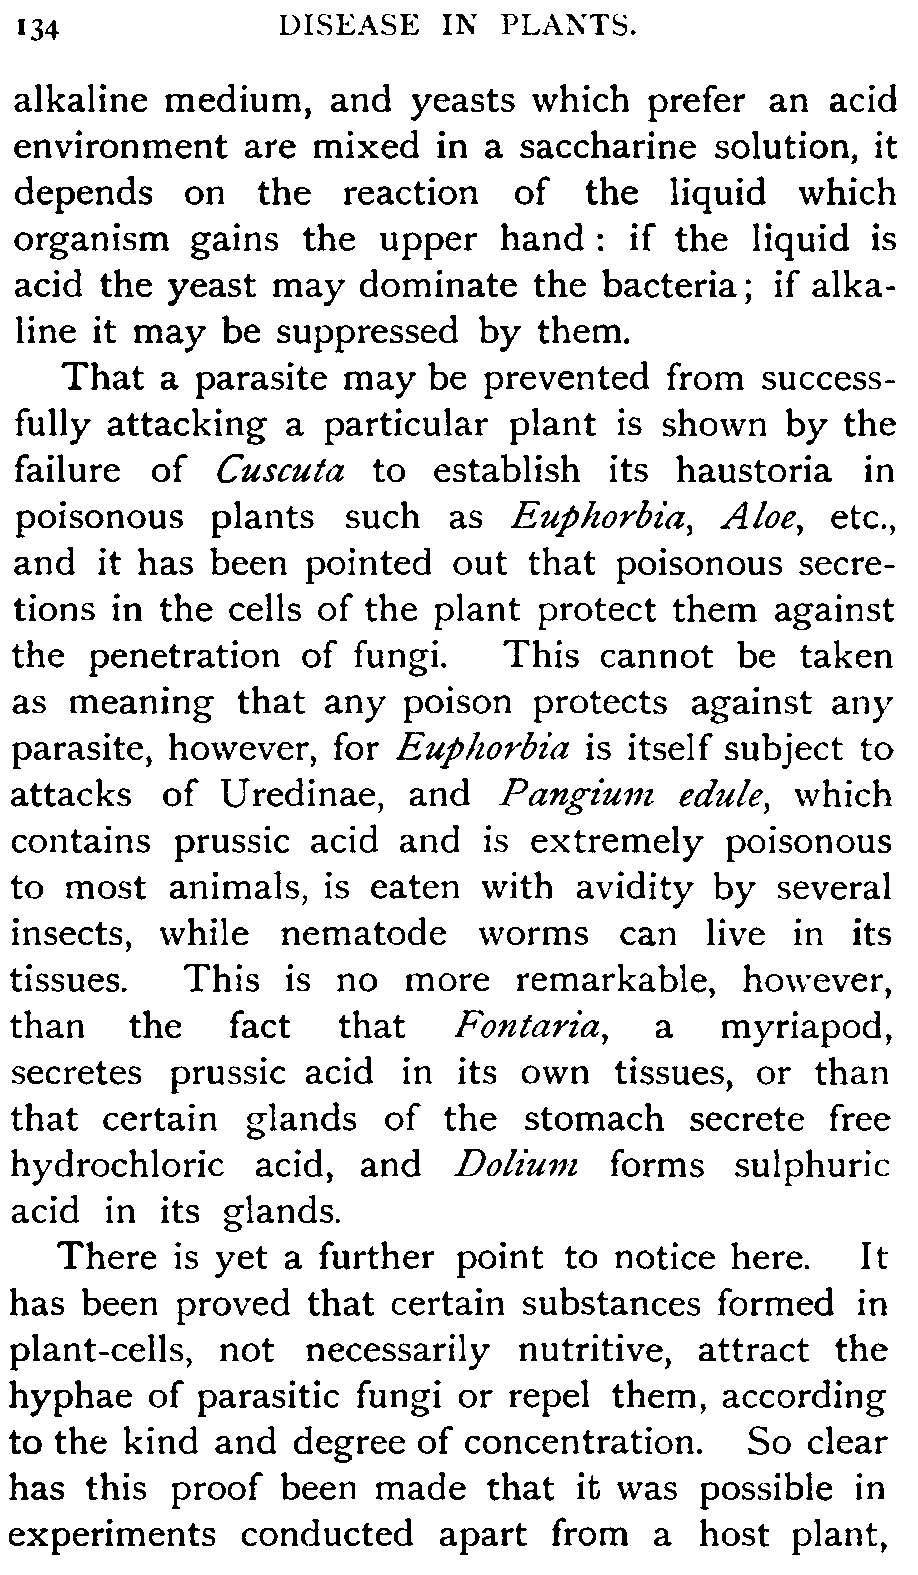 134 DISEASE IN PLANTS.
alkaline medium, and yeasts which prefer an acid
environment are mixed in a saccharine solution, it
depends on the reaction of the liquid which
organism gains the upper hand : if the liquid is
acid the yeast may dominate the bacteria; if alka-
line it may be suppressed by them.
That a parasite may be prevented from success-
fully attacking a particular plant is shown by the
failure of Cuscuta to establish its haustoria in
poisonous plants such as Euphorbia, Aloe, etc.,
and it has been pointed out that poisonous secre-
tions in the cells of the plant protect them against
the penetration of fungi. This cannot be taken
as meaning that any poison protects against any
parasite, however, for Euphorbia is itself subject to
attacks of Uredinae, and Pangium edule, which
contains prussic acid and is extremely poisonous
to most animals, is eaten with avidity by several
insects, while nematode worms can live in its
tissues. This is no more remarkable, however,
than the fact that Fontaria, a myriapod,
secretes prussic acid in its own tissues, or than
that certain glands of the stomach secrete free
hydrochloric acid, and Dolium forms sulphuric
acid in its glands.
There is yet a further point to notice here. It
has been proved that certain substances formed in
plant-cells, not necessarily nutritive, attract the
hyphae of parasitic fungi or repel them, according
to the kind and degree of concentration. So clear
has this proof been made that it was possible in
experiments conducted apart from a host plant,